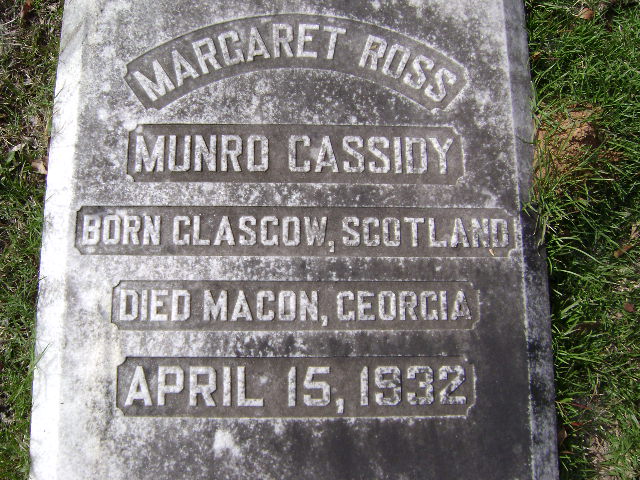 MARGARET ROSS
MUNRO CASSIDY
BORN GLASGOW, SCOTLAND
DIED MACON, GEORGIA
APRIL 15, 1932